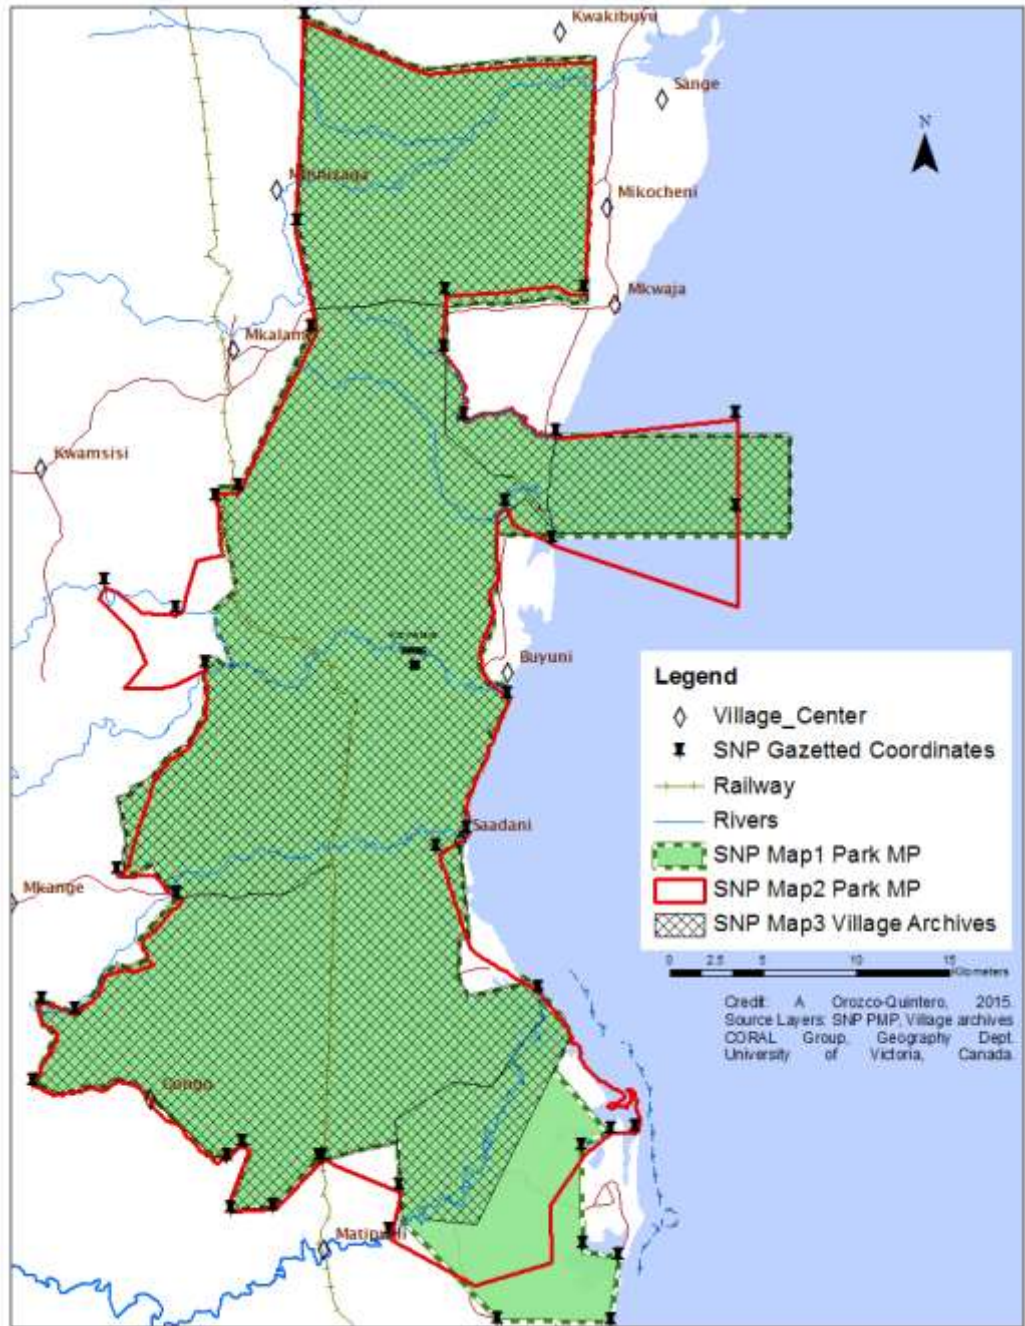 Kwakibuyu
Sange
N
Mikocheni
Mkwaja
Kwamsisi
Buyuni
Saadani
Mkange
Gongo
Legend
Village_Center
SNP Gazetted Coordinates
Railway
Rivers
SNP Map1 Park MP
SNP Map2 Park MP
SNP Map3 Village Archives
0 2.5 5 10 15
Kilometers
Credit: A Orozco-Quintero, 2015.
Source Layers: SNP PMP, Village archives
CORAL Group, Geography Dept.
University of Victoria, Canada.